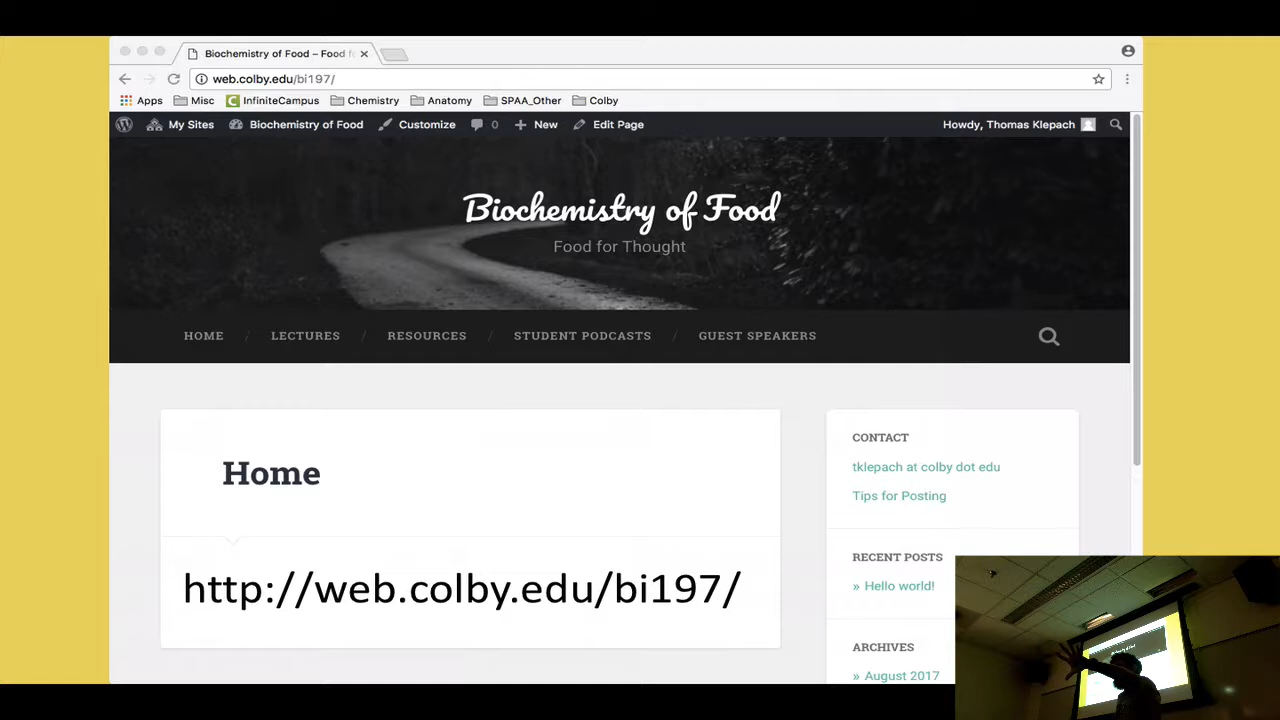 Biochemistry of Food – Food f
web.colby.edu/bi197/
Apps Misc InfiniteCampus Chemistry Anatomy SPAA_Other Colby
My Sites Biochemistry of Food Customize 0 New Edit Page Howdy, Thomas Klepach
Biochemistry of Food
Food for Thought
HOME / LECTURES / RESOURCES / STUDENT PODCASTS / GUEST SPEAKERS
Home
http://web.colby.edu/bi197/
CONTACT
tklepach at colby dot edu
Tips for Posting
RECENT POSTS
» Hello world!
ARCHIVES
» August 2017